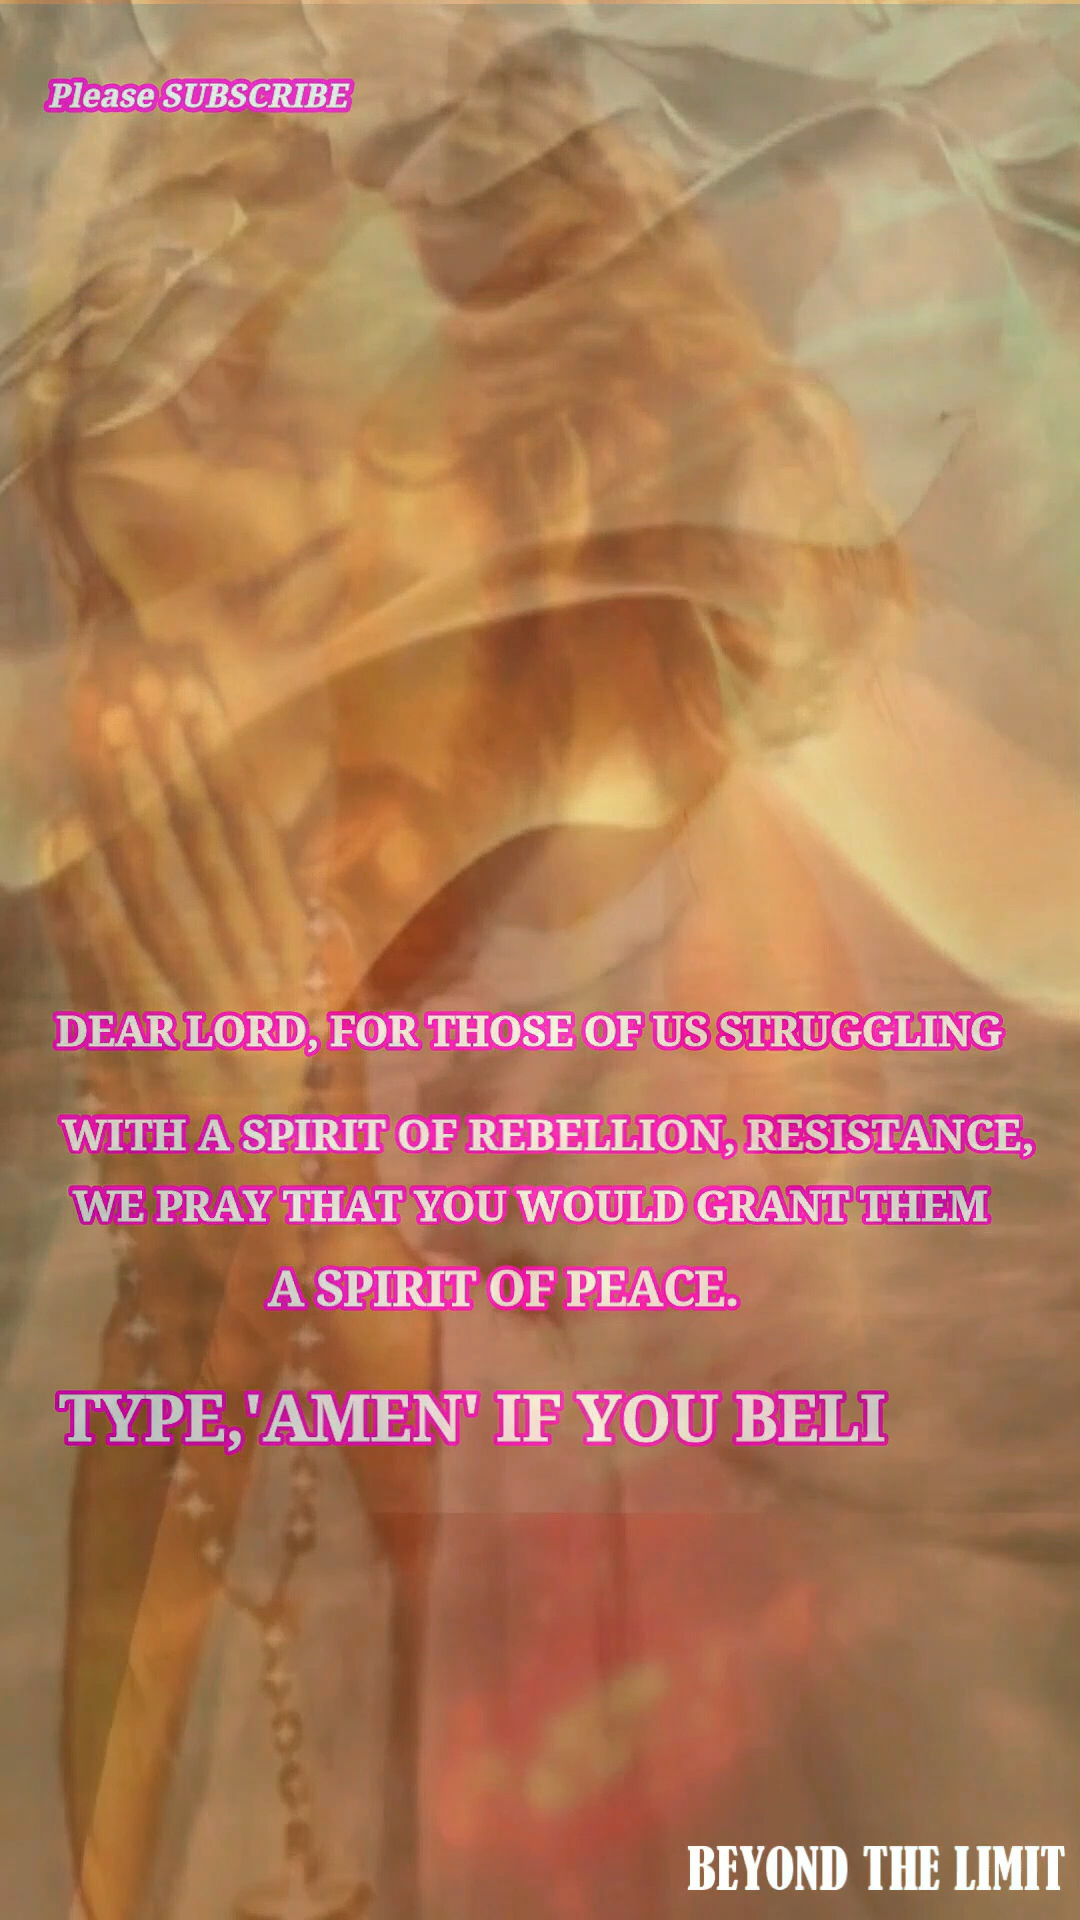 Please SUBSCRIBE
DEAR LORD, FOR THOSE OF US STRUGGLING
WITH A SPIRIT OF REBELLION, RESISTANCE,
WE PRAY THAT YOU WOULD GRANT THEM
A SPIRIT OF PEACE.
TYPE,'AMEN' IF YOU BELI
BEYOND THE LIMIT